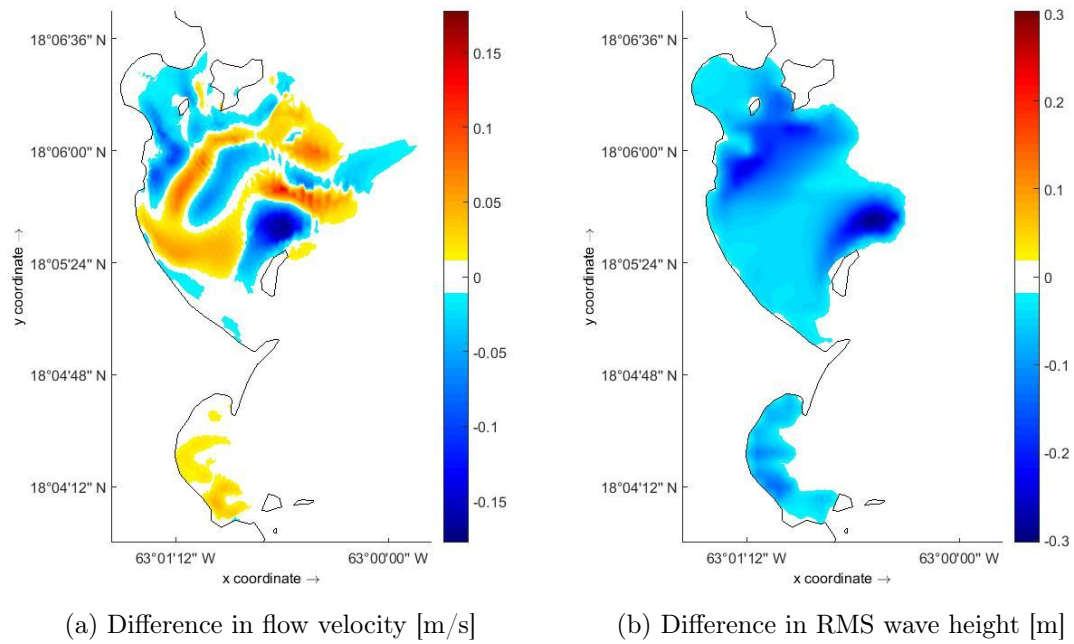 18°06'36" N
18°06'00" N
18°05'24" N
18°04'48" N
18°04'12" N
y coordinate →
63°01'12" W
63°00'00" W
x coordinate →
0.15
0.1
0.05
0
-0.05
-0.1
-0.15
(a) Difference in flow velocity [m/s]
18°06'36" N
18°06'00" N
18°05'24" N
18°04'48" N
18°04'12" N
y coordinate →
63°01'12" W
63°00'00" W
x coordinate →
0.3
0.2
0.1
0
-0.1
-0.2
-0.3
(b) Difference in RMS wave height [m]